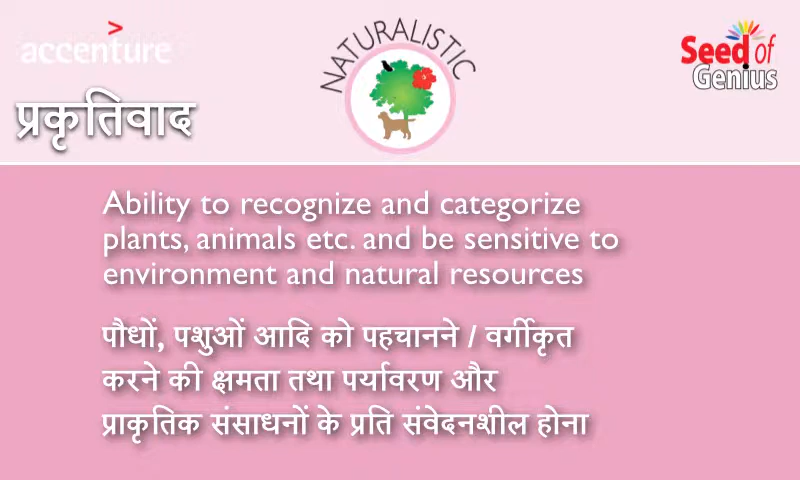 accenture
NATURALISTIC
Seed of
Genius
प्रकृतिवाद
Ability to recognize and categorize
plants, animals etc. and be sensitive to
environment and natural resources
पौधों, पशुओं आदि को पहचानने / वर्गीकृत
करने की क्षमता तथा पर्यावरण और
प्राकृतिक संसाधनों के प्रति संवेदनशील होना